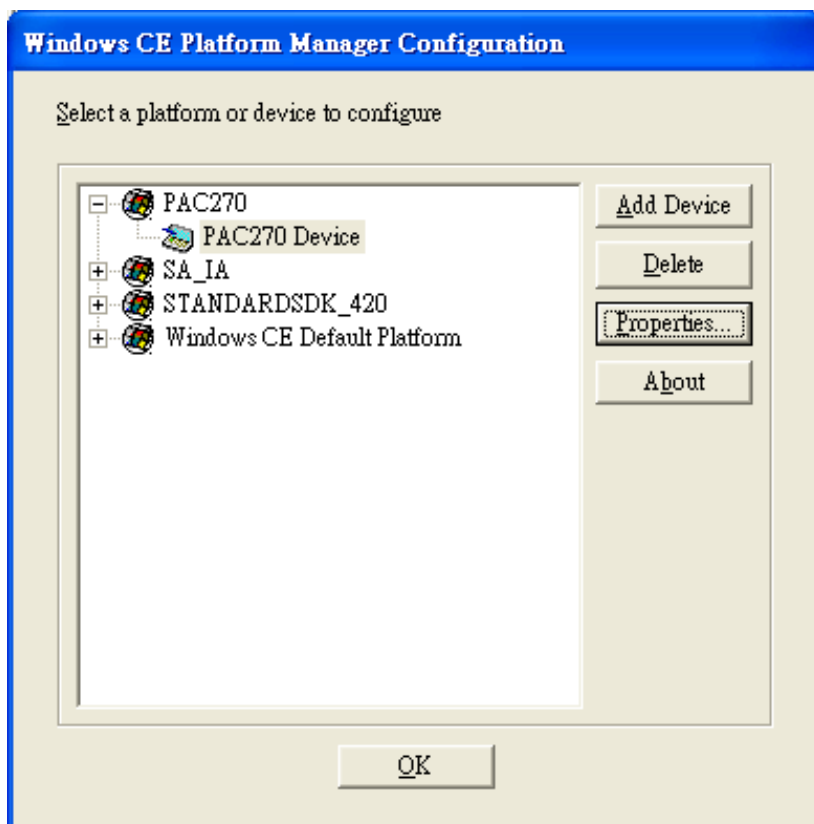 Windows CE Platform Manager Configuration
Select a platform or device to configure
PAC270
PAC270 Device
SA_IA
STANDARDSDK_420
Windows CE Default Platform
Add Device
Delete
Properties...
About
OK